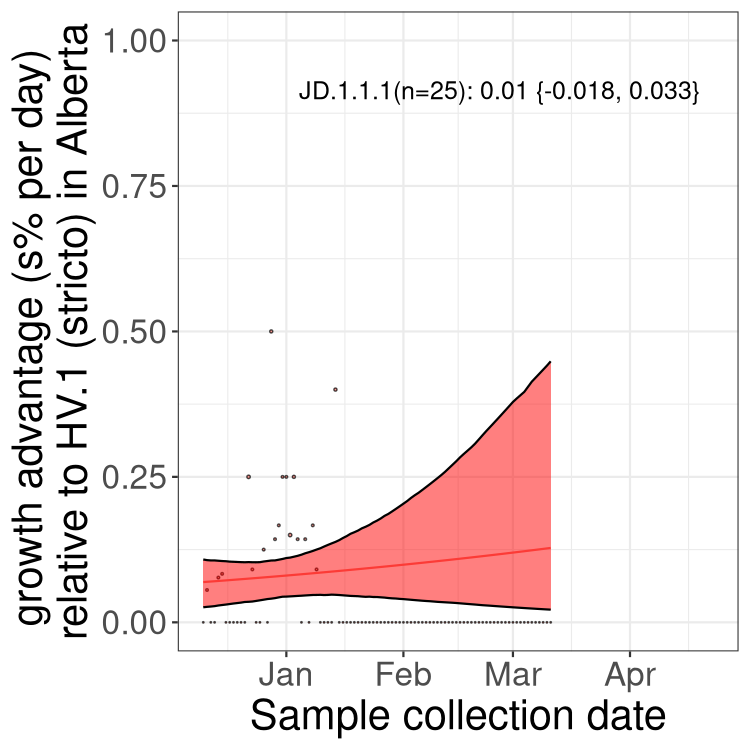 growth advantage (s% per day)
relative to HV.1 (stricto) in Alberta
1.00
0.75
0.50
0.25
0.00
JD.1.1.1(n=25): 0.01 {-0.018, 0.033}
Jan
Feb
Mar
Apr
Sample collection date